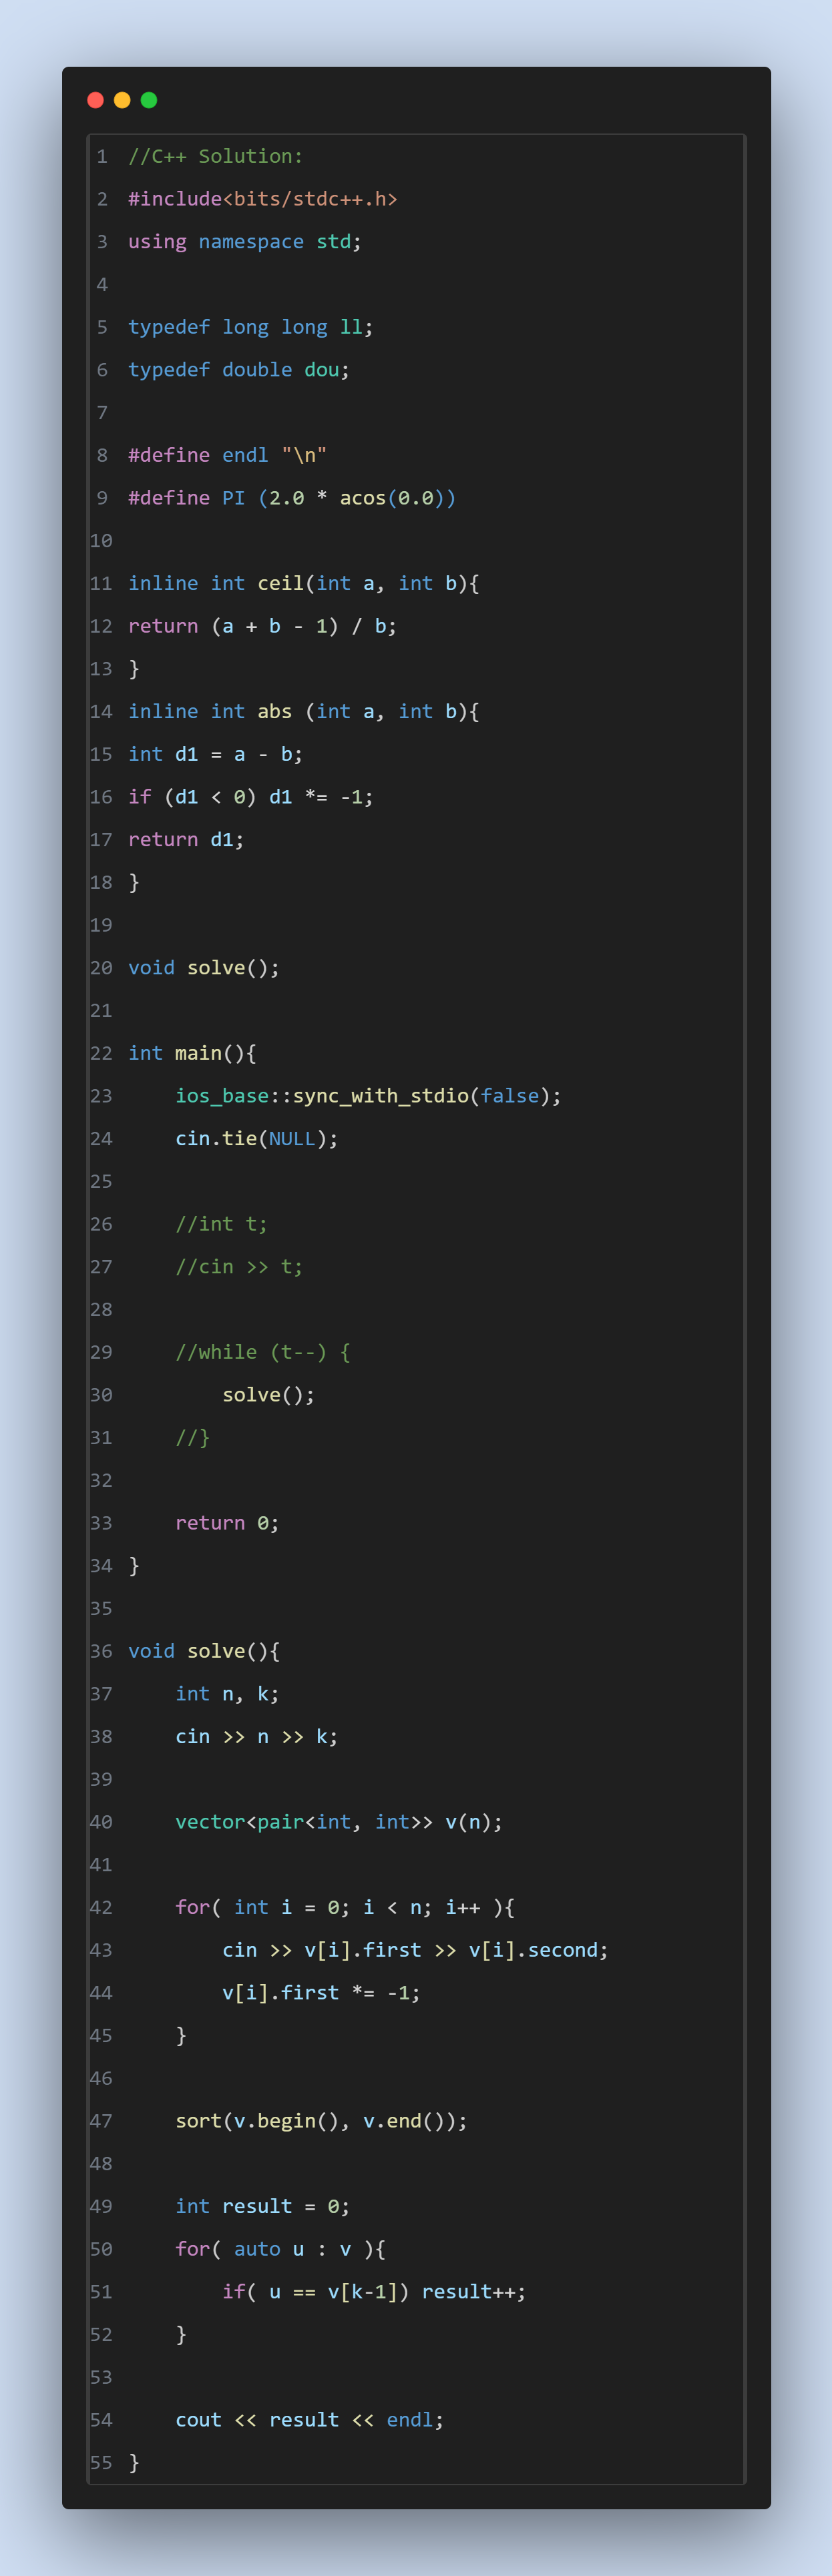 1 //C++ Solution:
2 #include<bits/stdc++.h>
3 using namespace std;
4
5 typedef long long ll;
6 typedef double dou;
7
8 #define endl "\n"
9 #define PI (2.0 * acos(0.0))
10
11 inline int ceil(int a, int b){
12 return (a + b - 1) / b;
13 }
14 inline int abs (int a, int b){
15 int d1 = a - b;
16 if (d1 < 0) d1 *= -1;
17 return d1;
18 }
19
20 void solve();
21
22 int main(){
23     ios_base::sync_with_stdio(false);
24     cin.tie(NULL);
25
26     //int t;
27     //cin >> t;
28
29     //while (t--) {
30         solve();
31     //}
32
33     return 0;
34 }
35
36 void solve(){
37     int n, k;
38     cin >> n >> k;
39
40     vector<pair<int, int>> v(n);
41
42     for( int i = 0; i < n; i++ ){
43         cin >> v[i].first >> v[i].second;
44         v[i].first *= -1;
45     }
46
47     sort(v.begin(), v.end());
48
49     int result = 0;
50     for( auto u : v ){
51         if( u == v[k-1]) result++;
52     }
53
54     cout << result << endl;
55 }